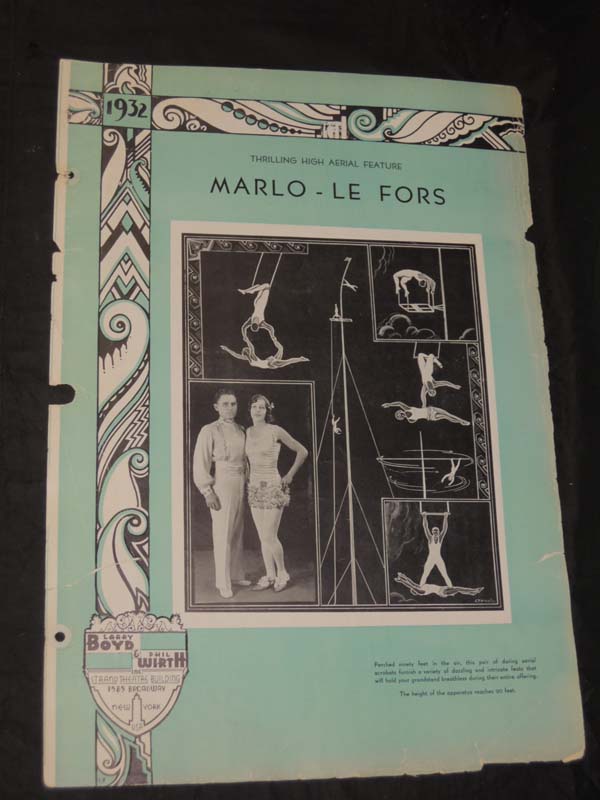 1932
THRILLING HIGH AERIAL FEATURE
MARLO - LE FORS
LARRY
BOYD
& PHIL
WIRTH
INC.
STRAND THEATRE BUILDING
1585 BROADWAY
NEW YORK
Perched ninety feet in the air, this pair of daring aerial
acrobats furnish a variety of dazzling and intricate feats that
will hold your grandstand breathless during their entire offering.
The height of the apparatus reaches 90 feet.